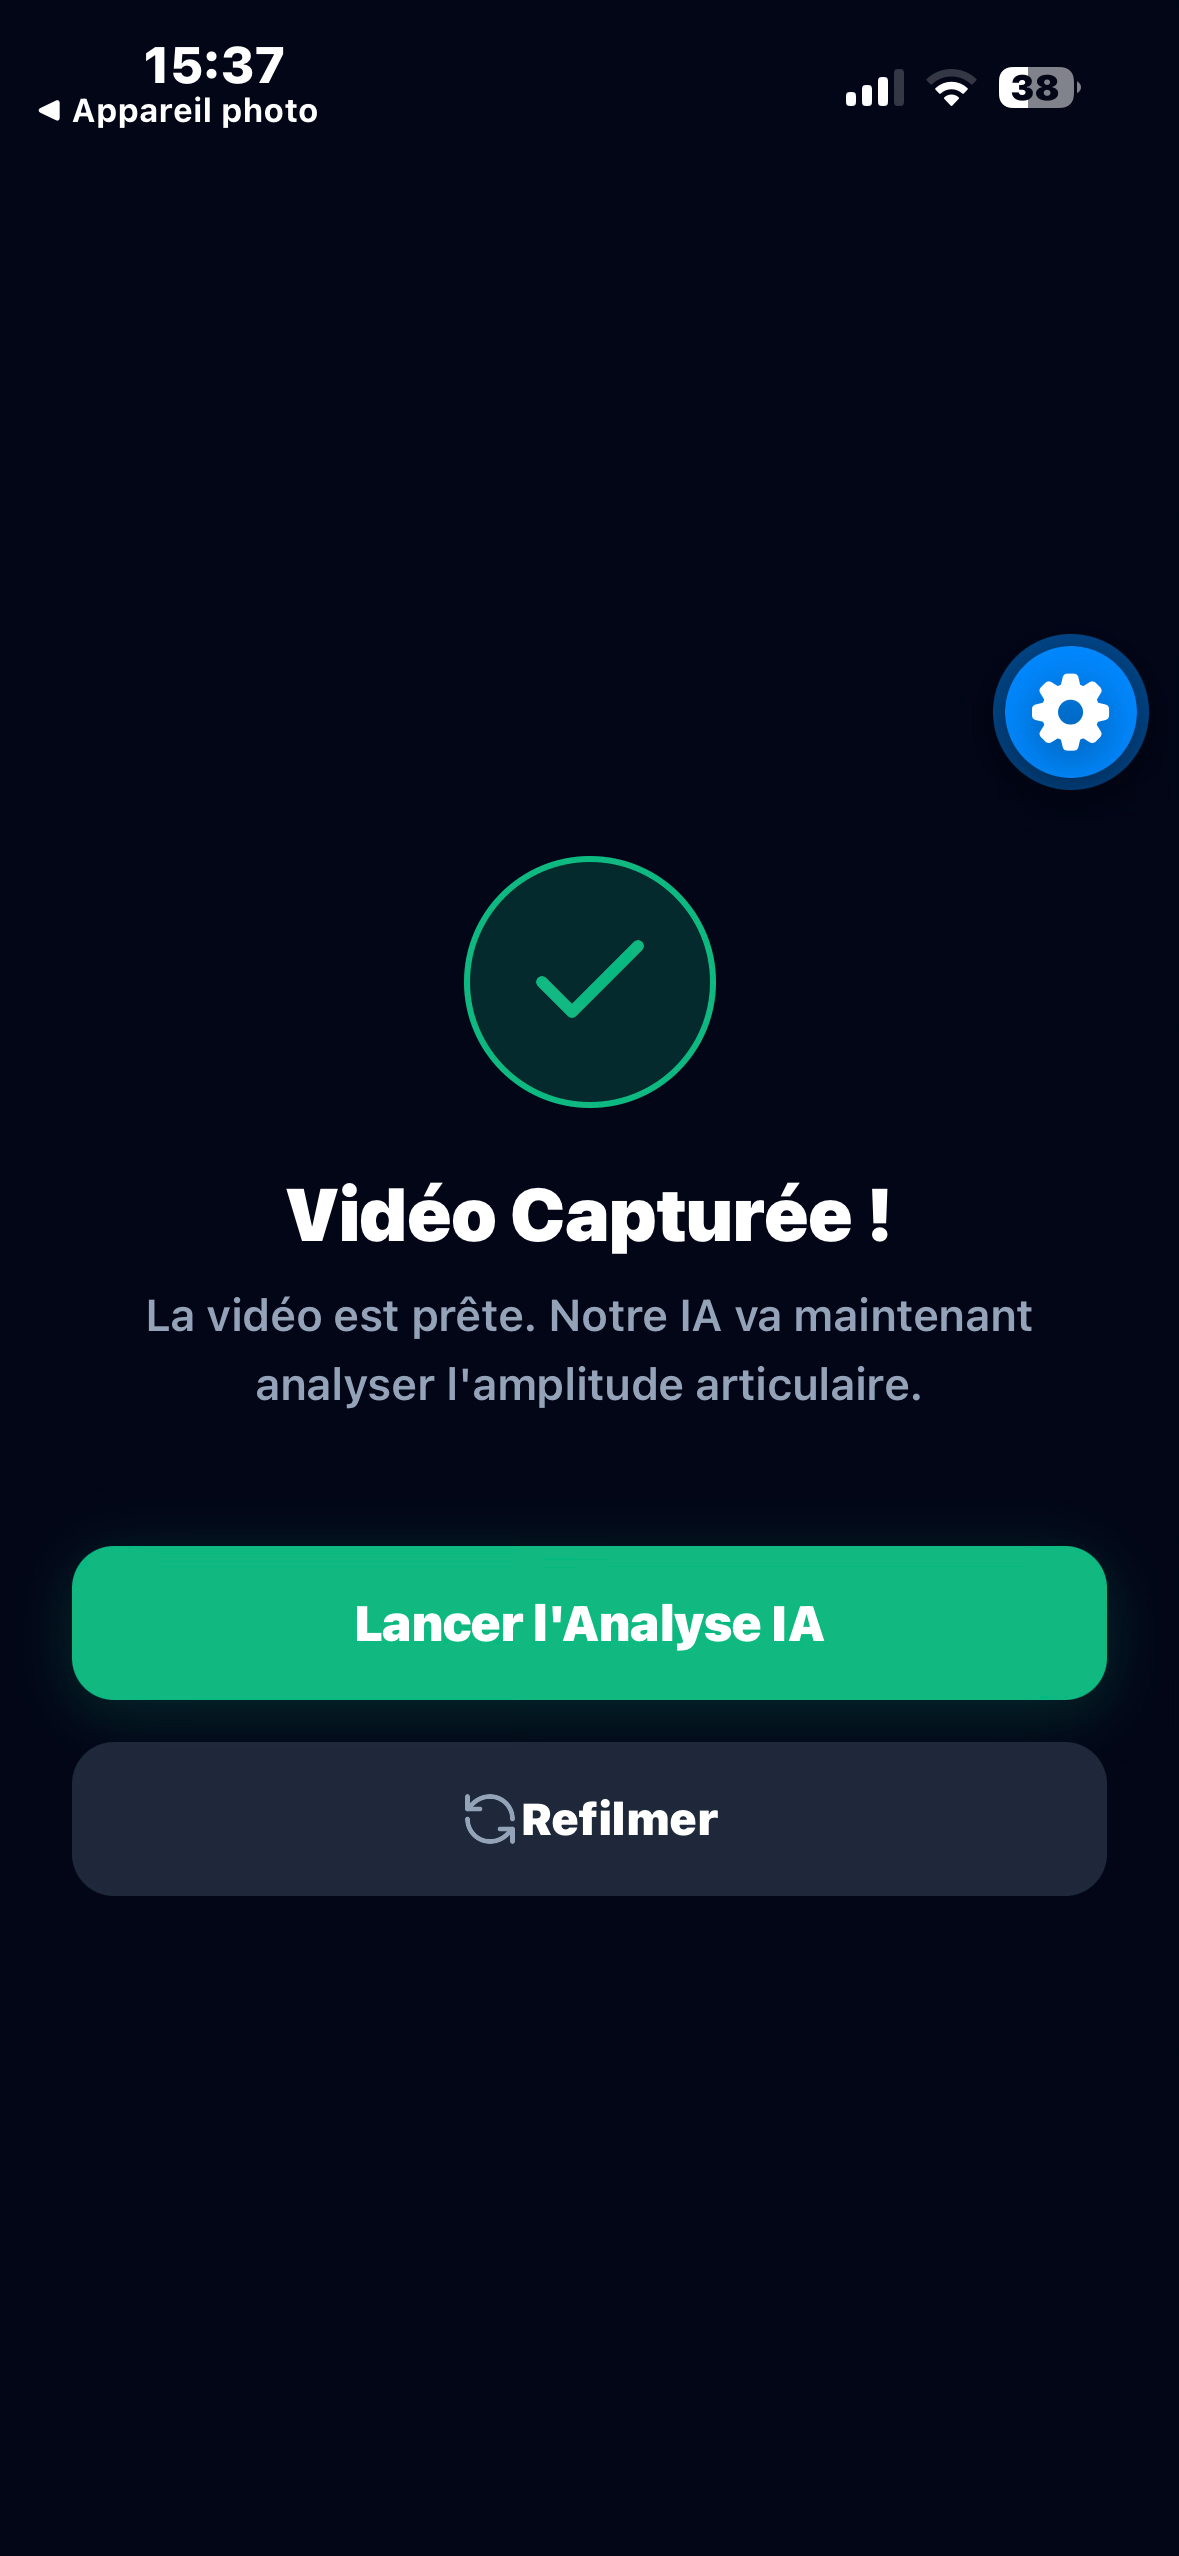 15:37
◀ Appareil photo
38
Vidéo Capturée !
La vidéo est prête. Notre IA va maintenant
analyser l'amplitude articulaire.
Lancer l'Analyse IA
Refilmer